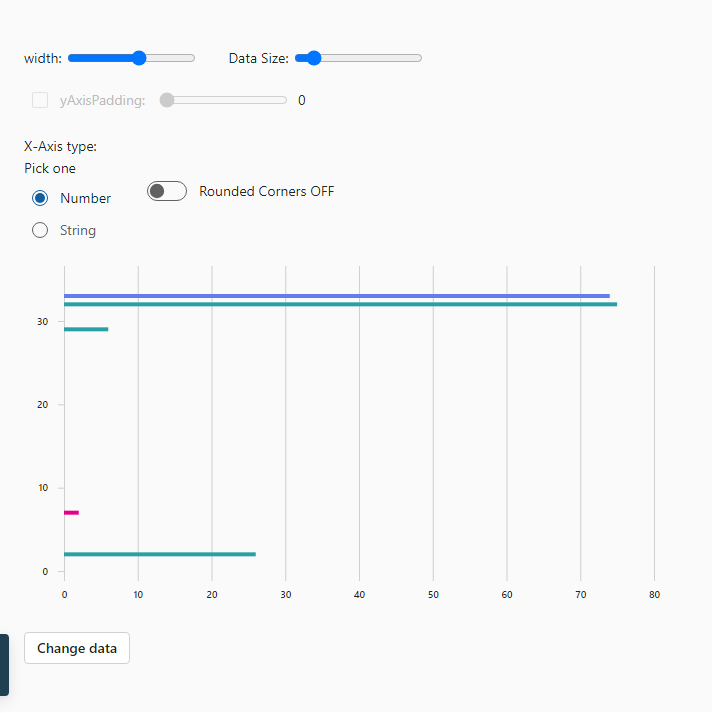 width: Data Size:
yAxisPadding: 0
X-Axis type:
Pick one
Number
Rounded Corners OFF
String
30
20
10
0
0 10 20 30 40 50 60 70 80
Change data